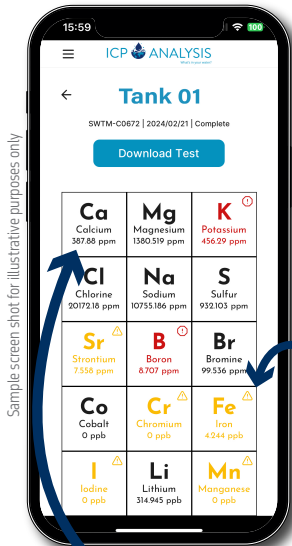 15:59
100
ICP ANALYSIS
What's in your water?
Tank 01
SWTM-C0672 | 2024/02/21 | Complete
Download Test
Ca Mg K
Calcium Magnesium Potassium
387.88 ppm 1380.519 ppm 456.29 ppm
Cl Na S
Chlorine Sodium Sulfur
20172.18 ppm 10755.186 ppm 932.103 ppm
Sr B Br
Strontium Boron Bromine
7.558 ppm 8.707 ppm 99.536 ppm
Co Cr Fe
Cobalt Chromium Iron
0 ppb 0 ppb 4.244 ppb
I Li Mn
Iodine Lithium Manganese
0 ppb 314.945 ppb 0 ppb
Sample screen shot for illustrative purposes only